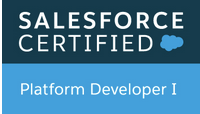 SALESFORCE
CERTIFIED
Platform Developer I